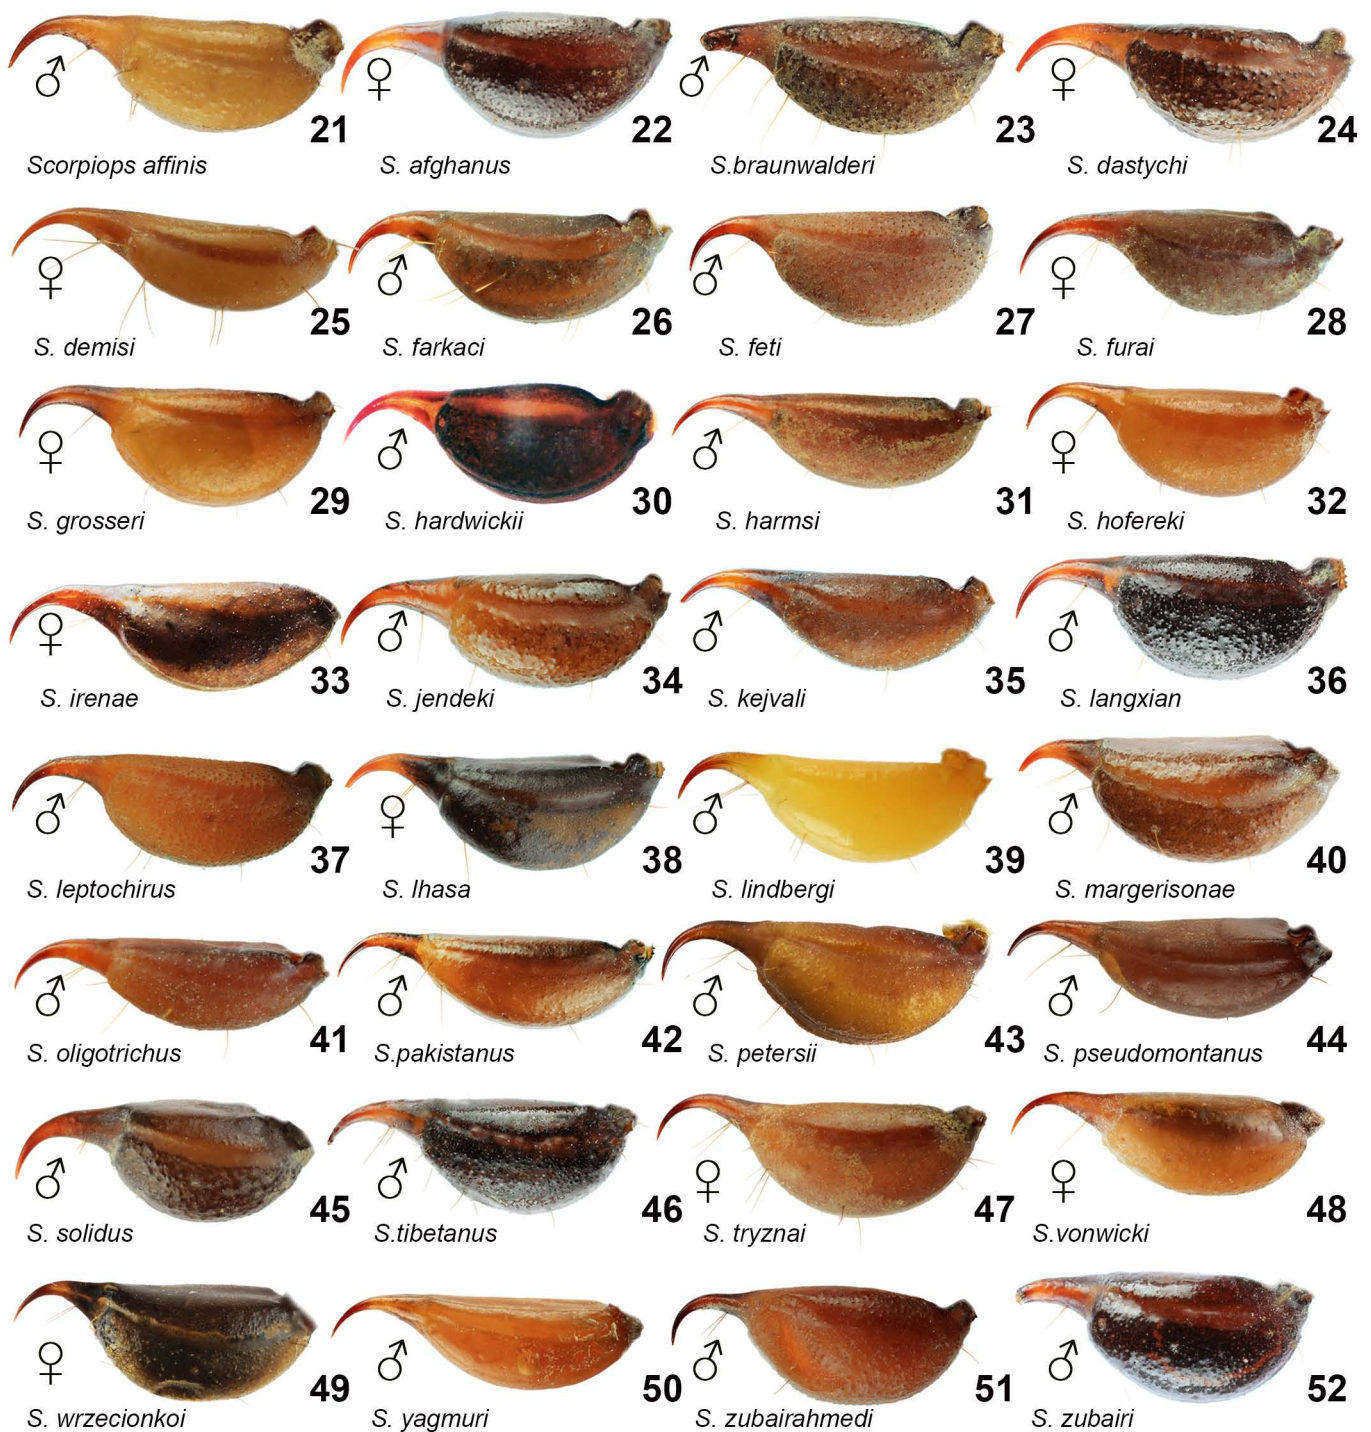 ♂ 21 ♀ 22 ♂ 23 ♀ 24
Scorpiops affinis S. afghanus S.braunwalderi S. dastychi
♀ 25 ♂ 26 ♂ 27 ♀ 28
S. demisi S. farkaci S. feti S. furai
♀ 29 ♂ 30 ♂ 31 ♀ 32
S. grosseri S. hardwickii S. harmsi S. hofereki
♀ 33 ♂ 34 ♂ 35 ♂ 36
S. irenae S. jendeki S. kejvali S. langxian
♂ 37 ♀ 38 ♂ 39 ♂ 40
S. leptochirus S. lhasa S. lindbergi S. margerisonae
♂ 41 ♂ 42 ♂ 43 ♂ 44
S. oligotrichus S.pakistanus S. petersii S. pseudomontanus
♂ 45 ♂ 46 ♀ 47 ♀ 48
S. solidus S.tibetanus S. tryznai S.vonwicki
♀ 49 ♂ 50 ♂ 51 ♂ 52
S. wrzecionkoi S. yagmuri S. zubairahmedi S. zubairi